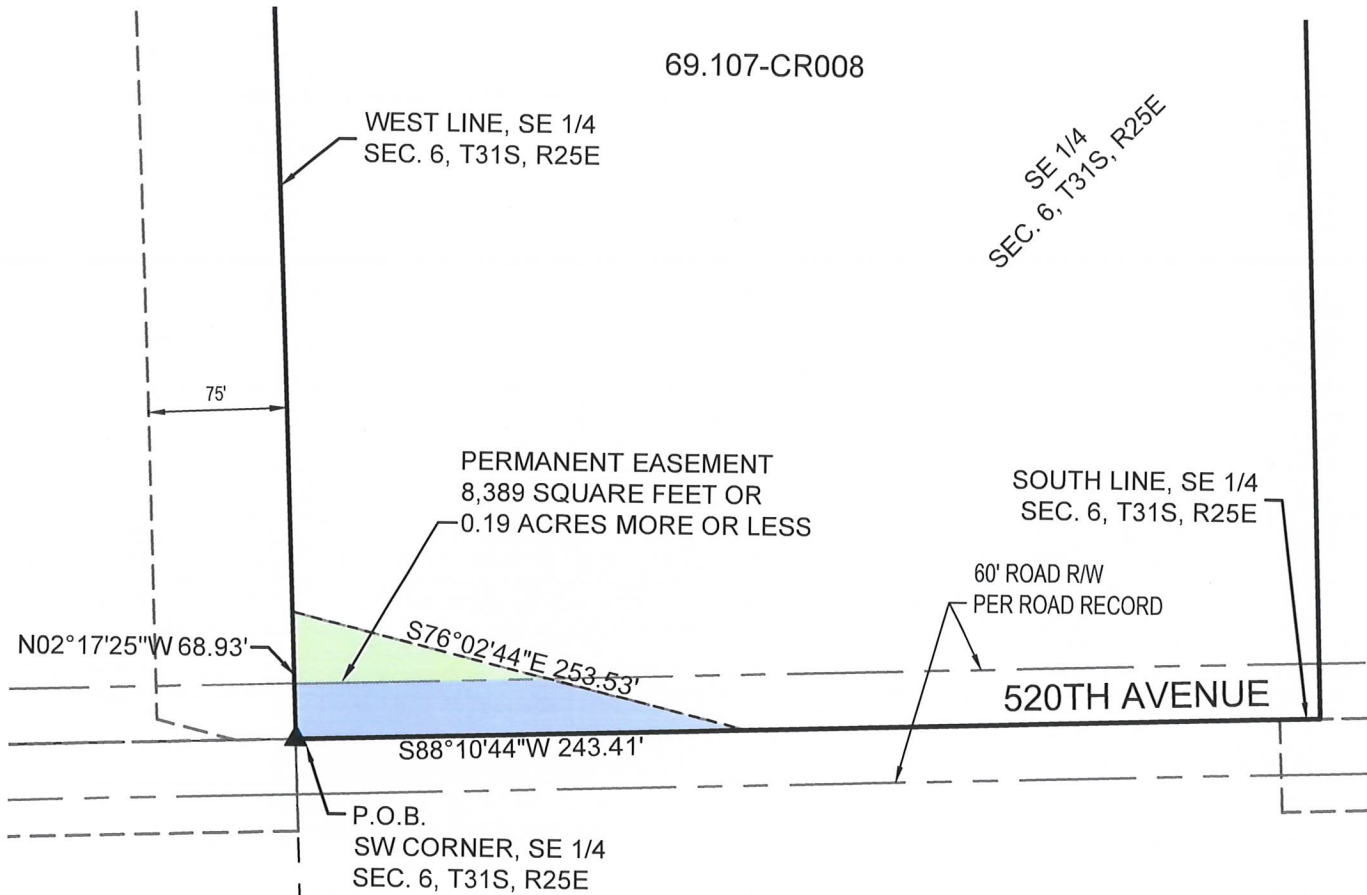 69.107-CR008
WEST LINE, SE 1/4
SEC. 6, T31S, R25E
SE 1/4
SEC. 6, T31S, R25E
75'
PERMANENT EASEMENT
8,389 SQUARE FEET OR
0.19 ACRES MORE OR LESS
SOUTH LINE, SE 1/4
SEC. 6, T31S, R25E
60' ROAD R/W
PER ROAD RECORD
N02°17'25"W 68.93'
S76°02'44"E 253.53'
520TH AVENUE
S88°10'44"W 243.41'
P.O.B.
SW CORNER, SE 1/4
SEC. 6, T31S, R25E